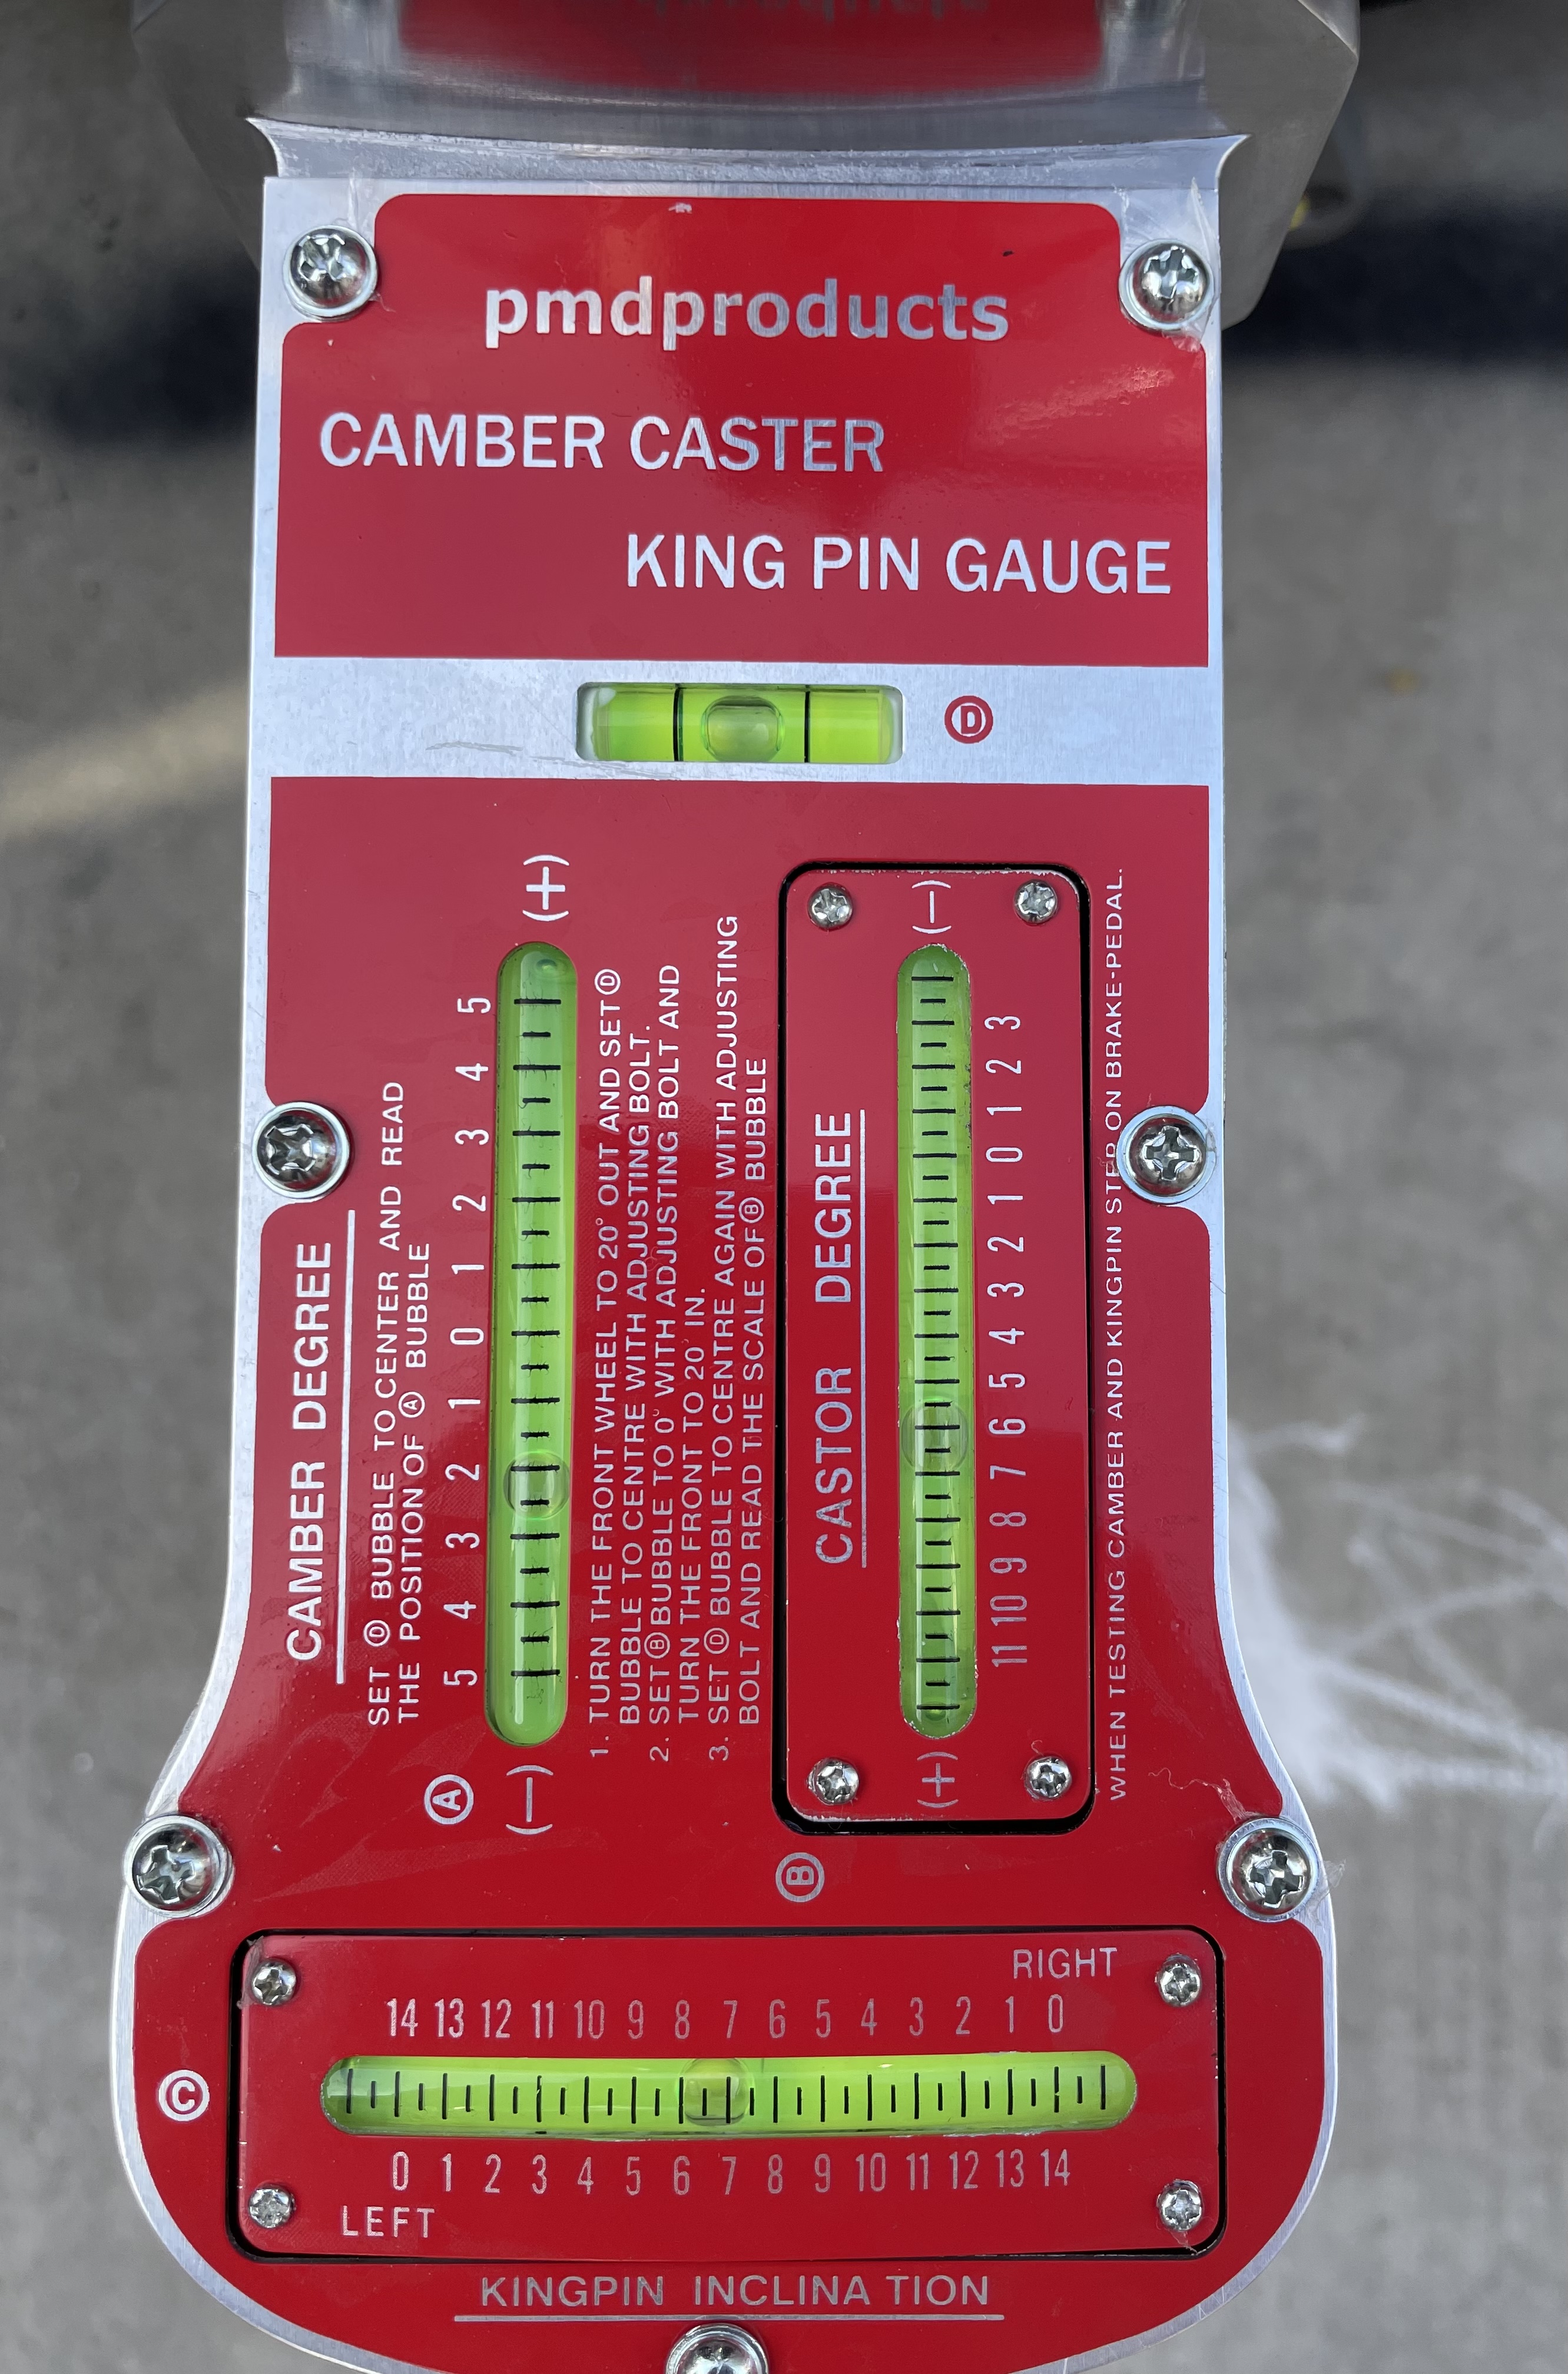 pmdproducts
CAMBER CASTER
KING PIN GAUGE
Ⓓ
CAMBER DEGREE
SET Ⓓ BUBBLE TO CENTER AND READ
THE POSITION OF Ⓐ BUBBLE
(+)
5 4 3 2 1 0 1 2 3 4 5
(—)
Ⓐ
1. TURN THE FRONT WHEEL TO 20° OUT AND SET Ⓓ
BUBBLE TO CENTRE WITH ADJUSTING BOLT.
2. SET Ⓑ BUBBLE TO 0° WITH ADJUSTING BOLT AND
TURN THE FRONT TO 20° IN.
3. SET Ⓓ BUBBLE TO CENTRE AGAIN WITH ADJUSTING
BOLT AND READ THE SCALE OF Ⓑ BUBBLE
CASTOR DEGREE
(—)
3 2 1 0 1 2 3 4 5 6 7 8 9 10 11
(+)
Ⓑ
WHEN TESTING CAMBER AND KINGPIN STEP ON BRAKE-PEDAL.
RIGHT
14 13 12 11 10 9 8 7 6 5 4 3 2 1 0
Ⓒ
0 1 2 3 4 5 6 7 8 9 10 11 12 13 14
LEFT
KINGPIN INCLINA TION